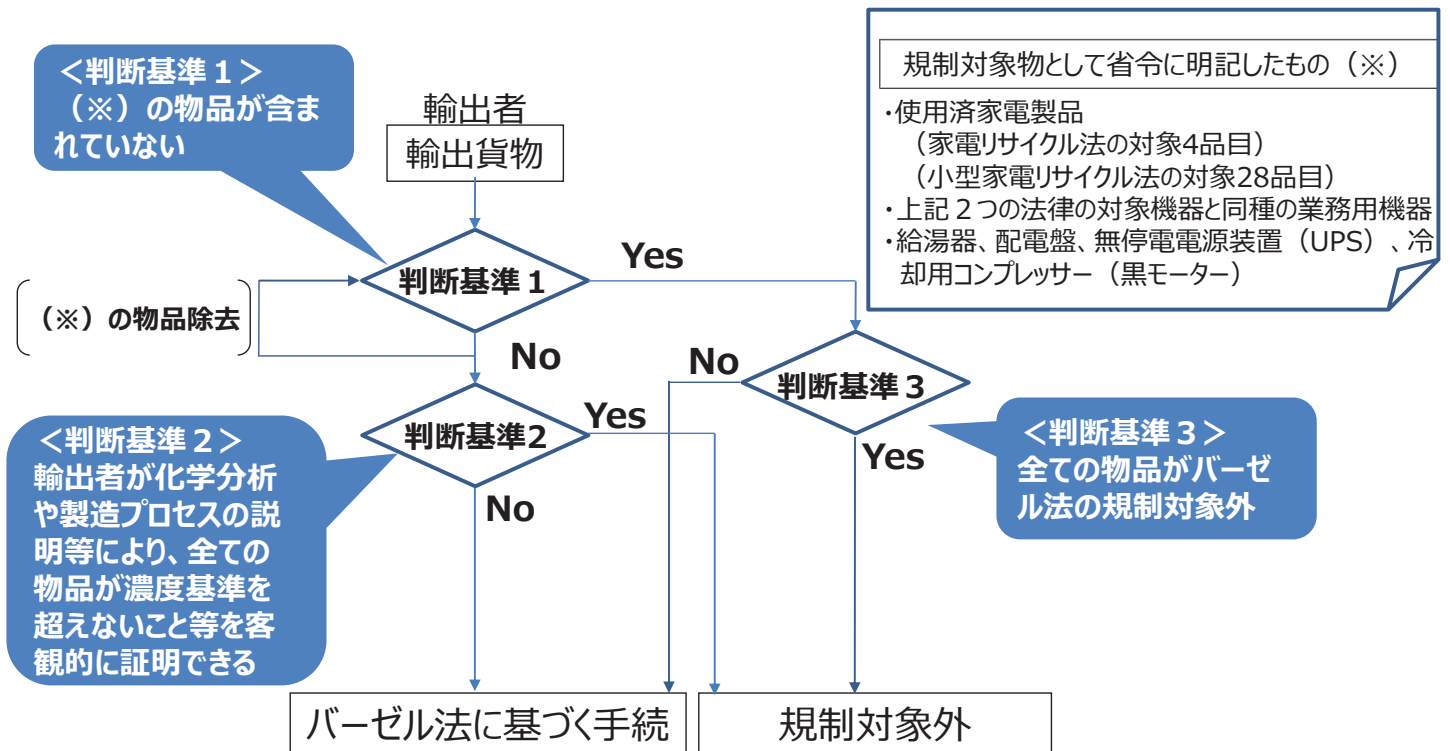 ＜判断基準１＞
（※）の物品が含ま
れていない
輸出者
輸出貨物
規制対象物として省令に明記したもの（※）
・使用済家電製品
（家電リサイクル法の対象4品目）
（小型家電リサイクル法の対象28品目）
・上記２つの法律の対象機器と同種の業務用機器
・給湯器、配電盤、無停電電源装置（UPS）、冷
却用コンプレッサー（黒モーター）
判断基準１
Yes
（※）の物品除去
No
No
判断基準３
判断基準2
Yes
Yes
No
＜判断基準２＞
輸出者が化学分析
や製造プロセスの説
明等により、全ての
物品が濃度基準を
超えないこと等を客
観的に証明できる
＜判断基準３＞
全ての物品がバーゼ
ル法の規制対象外
バーゼル法に基づく手続
規制対象外